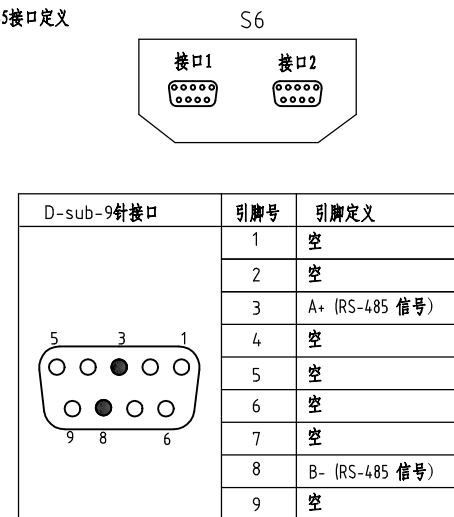 5接口定义
S6
接口1 接口2
D-sub-9针接口 引脚号 引脚定义
1 空
2 空
3 A+ (RS-485 信号)
4 空
5 空
6 空
7 空
8 B- (RS-485 信号)
9 空
5 3 1
9 8 6